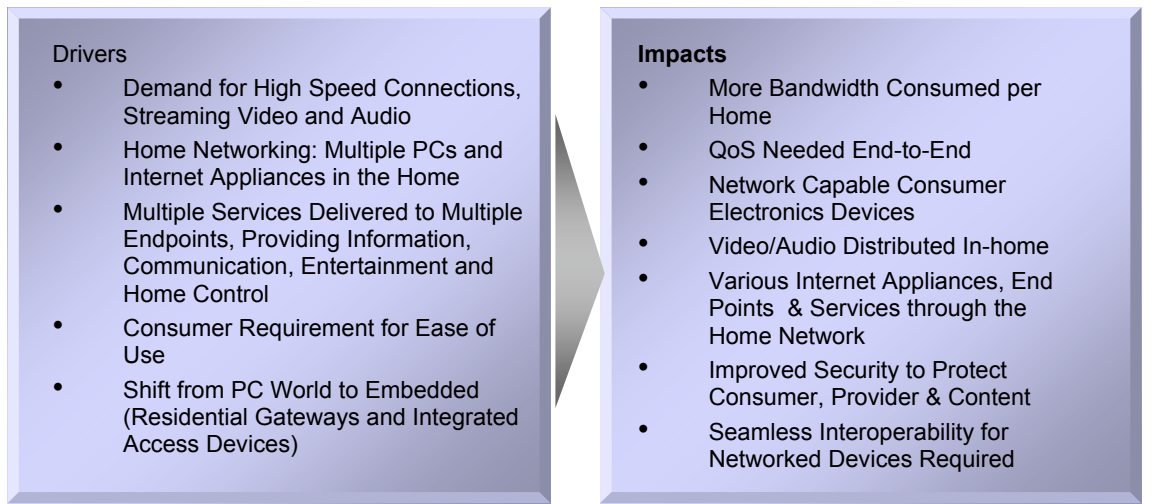 Drivers
• Demand for High Speed Connections,
Streaming Video and Audio
• Home Networking: Multiple PCs and
Internet Appliances in the Home
• Multiple Services Delivered to Multiple
Endpoints, Providing Information,
Communication, Entertainment and
Home Control
• Consumer Requirement for Ease of
Use
• Shift from PC World to Embedded
(Residential Gateways and Integrated
Access Devices)
Impacts
• More Bandwidth Consumed per
Home
• QoS Needed End-to-End
• Network Capable Consumer
Electronics Devices
• Video/Audio Distributed In-home
• Various Internet Appliances, End
Points & Services through the
Home Network
• Improved Security to Protect
Consumer, Provider & Content
• Seamless Interoperability for
Networked Devices Required